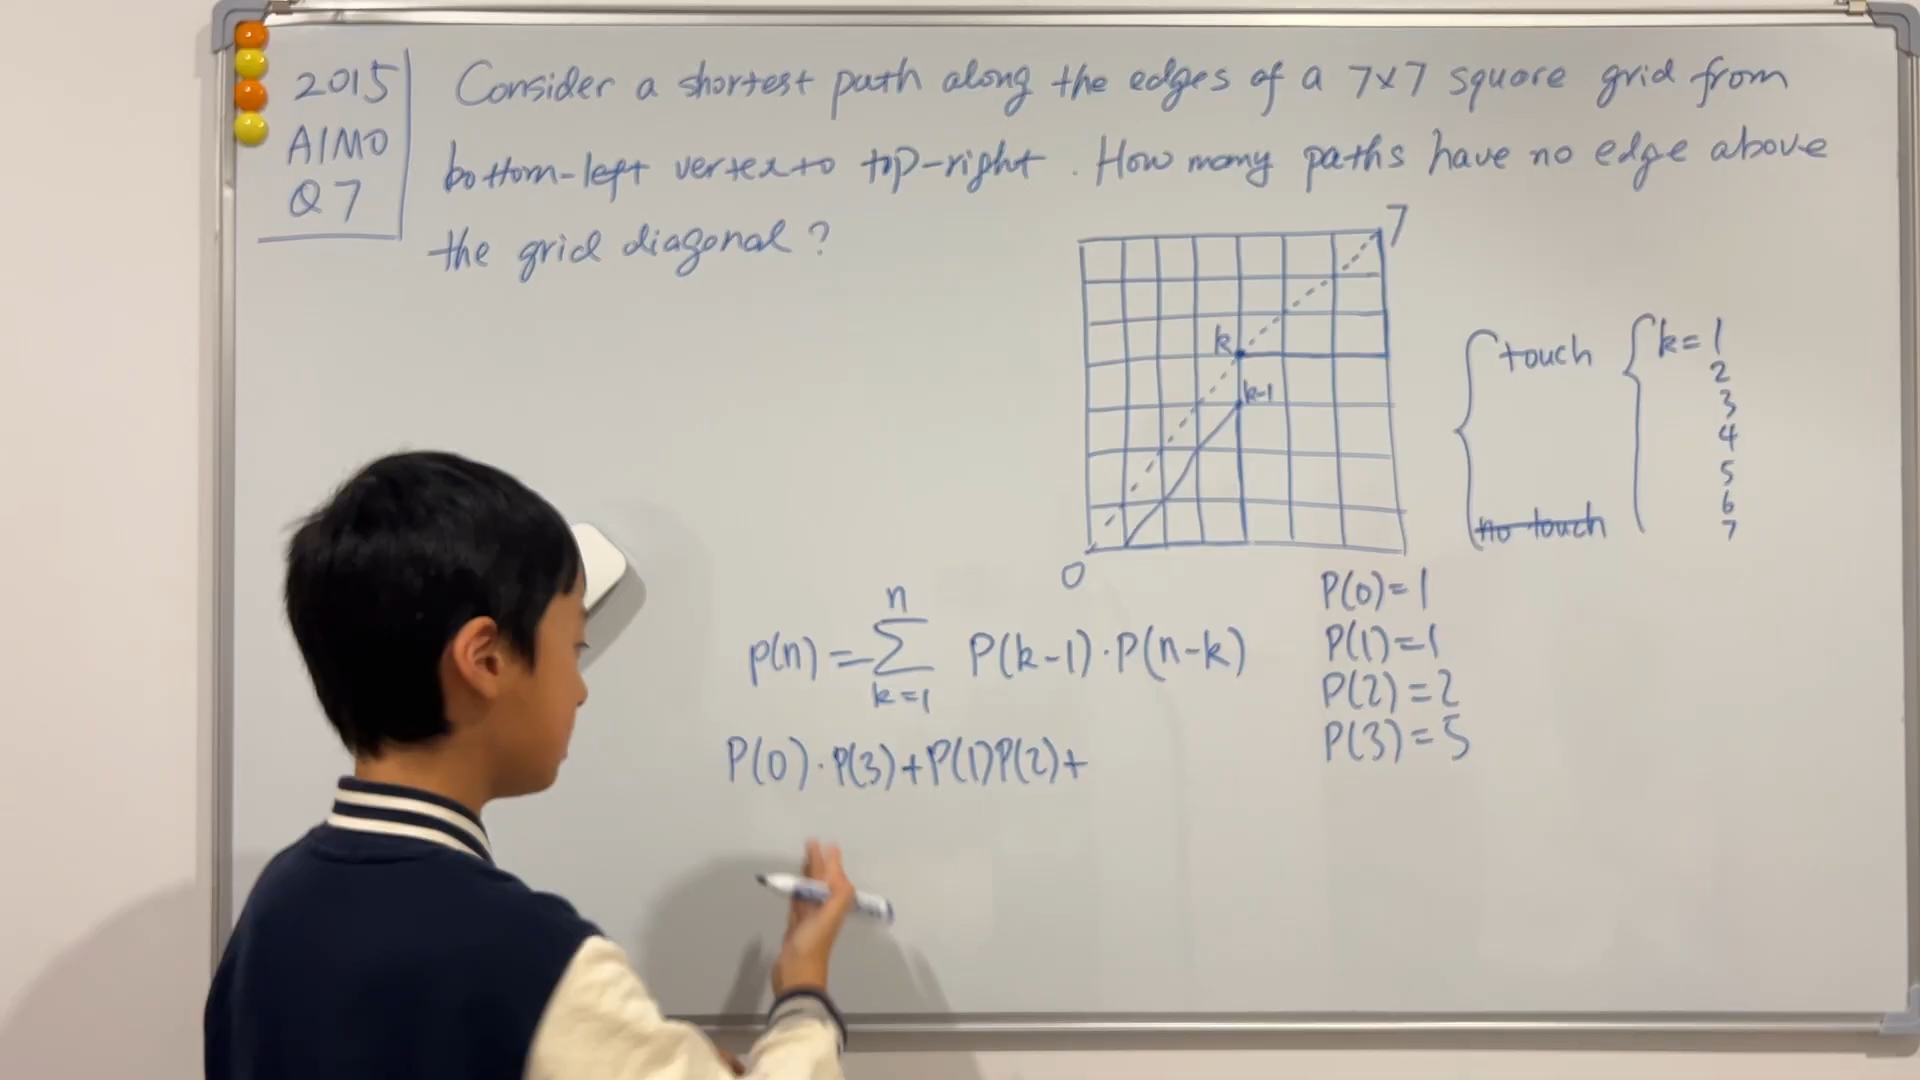 2015
AIMO
Q7
Consider a shortest path along the edges of a 7x7 square grid from
bottom-left vertex to top-right. How many paths have no edge above
the grid diagonal?
7
k
k-1
0
touch
no touch
k=1
2
3
4
5
6
7
p(n) = \sum_{k=1}^{n} P(k-1)·P(n-k)
P(0)·P(3)+P(1)P(2)+
P(0)=1
P(1)=1
P(2)=2
P(3)=5